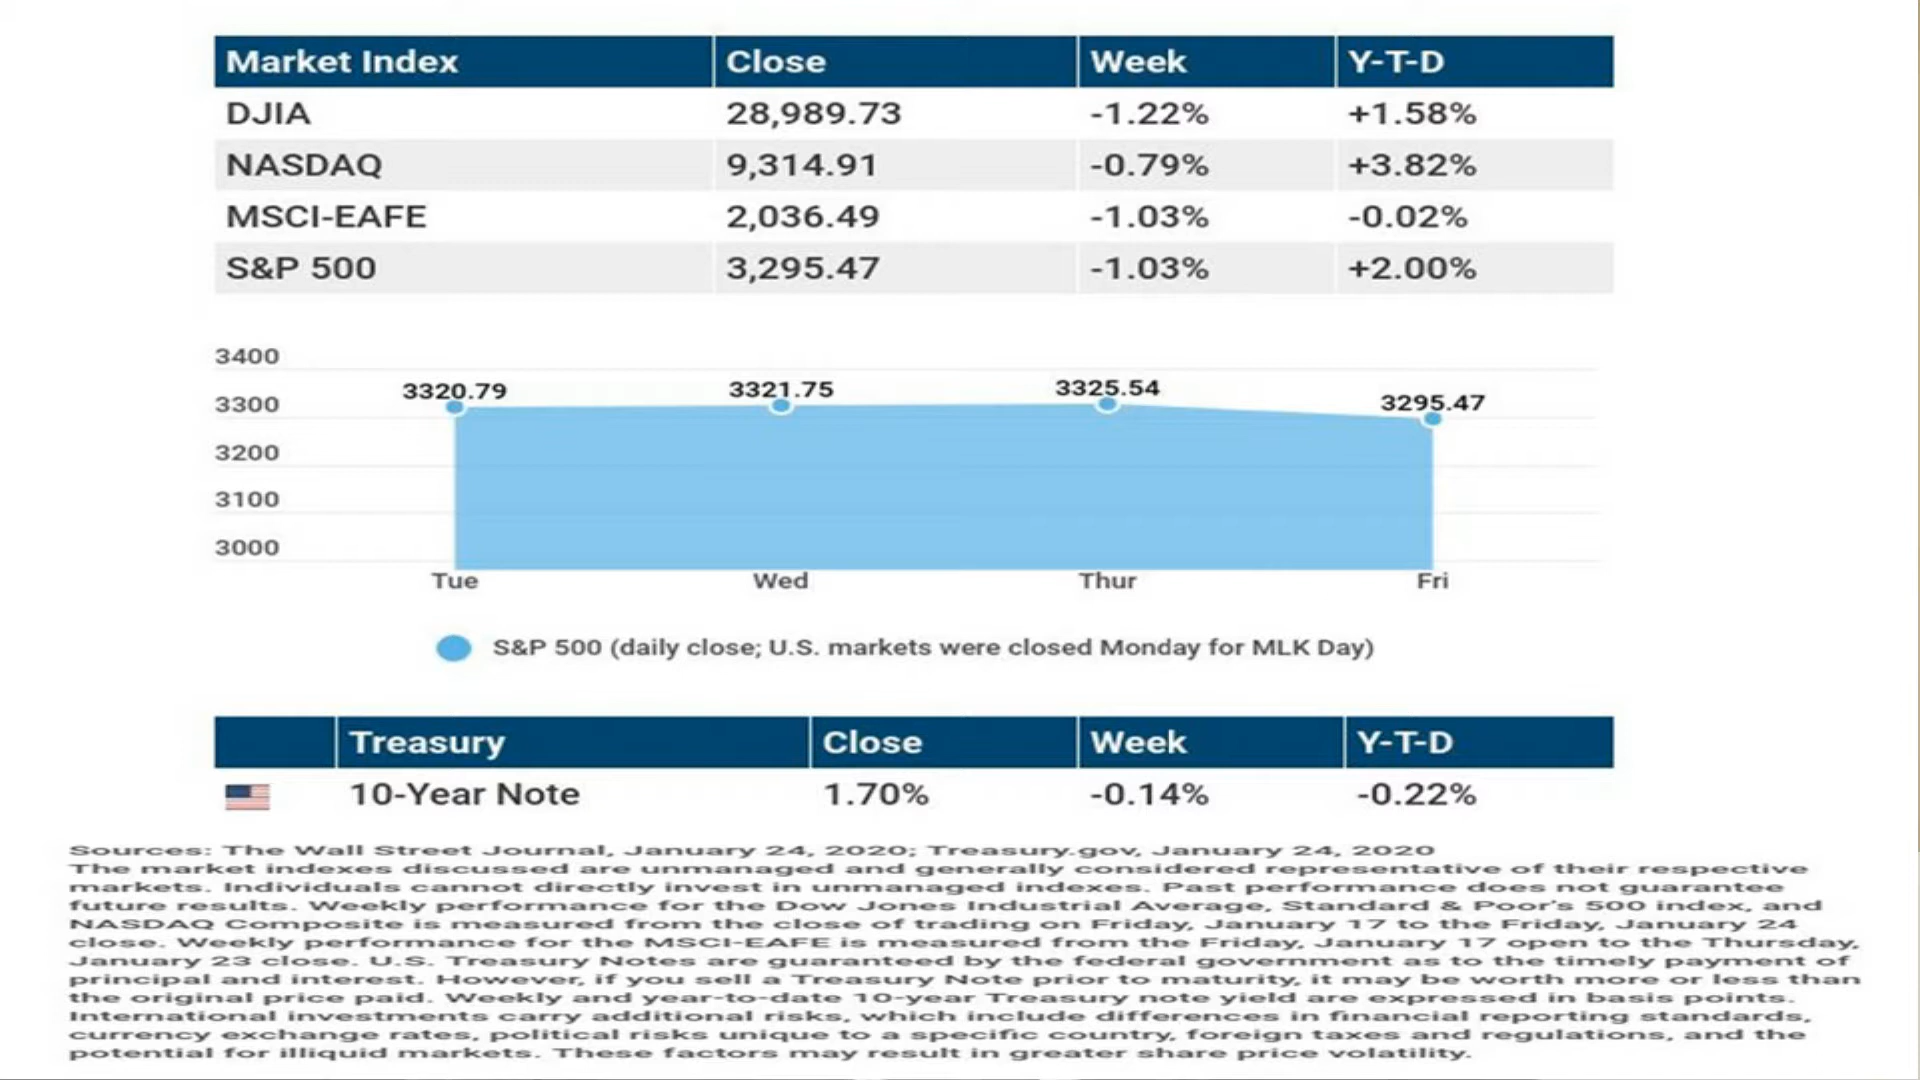 Market Index Close Week Y-T-D
DJIA 28,989.73 -1.22% +1.58%
NASDAQ 9,314.91 -0.79% +3.82%
MSCI-EAFE 2,036.49 -1.03% -0.02%
S&P 500 3,295.47 -1.03% +2.00%
3400
3320.79 3321.75 3325.54 3295.47
3300
3200
3100
3000
Tue Wed Thur Fri
S&P 500 (daily close; U.S. markets were closed Monday for MLK Day)
Treasury Close Week Y-T-D
10-Year Note 1.70% -0.14% -0.22%
Sources: The Wall Street Journal, January 24, 2020; Treasury.gov, January 24, 2020
The market indexes discussed are unmanaged and generally considered representative of their respective
markets. Individuals cannot directly invest in unmanaged indexes. Past performance does not guarantee
future results. Weekly performance for the Dow Jones Industrial Average, Standard & Poor's 500 index, and
NASDAQ Composite is measured from the close of trading on Friday, January 17 to the Friday, January 24
close. Weekly performance for the MSCI-EAFE is measured from the Friday, January 17 open to the Thursday,
January 23 close. U.S. Treasury Notes are guaranteed by the federal government as to the timely payment of
principal and interest. However, if you sell a Treasury Note prior to maturity, it may be worth more or less than
the original price paid. Weekly and year-to-date 10-year Treasury note yield are expressed in basis points.
International investments carry additional risks, which include differences in financial reporting standards,
currency exchange rates, political risks unique to a specific country, foreign taxes and regulations, and the
potential for illiquid markets. These factors may result in greater share price volatility.